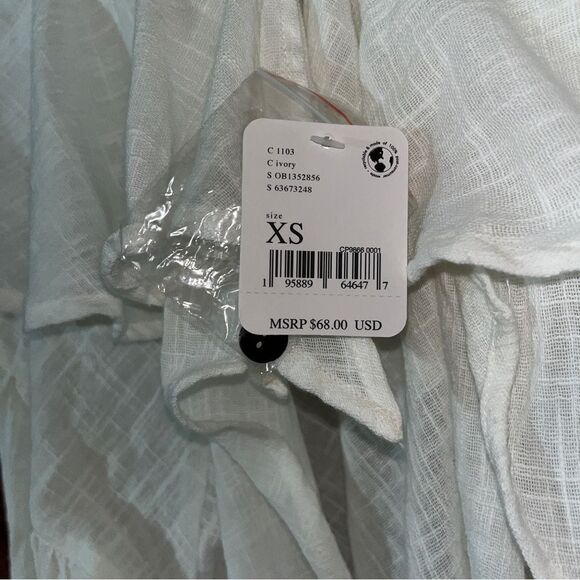 C 1103
C ivory
S OB1352856
S 63673248
size
XS
CP9866 0001
1 95889 64647 7
MSRP $68.00 USD